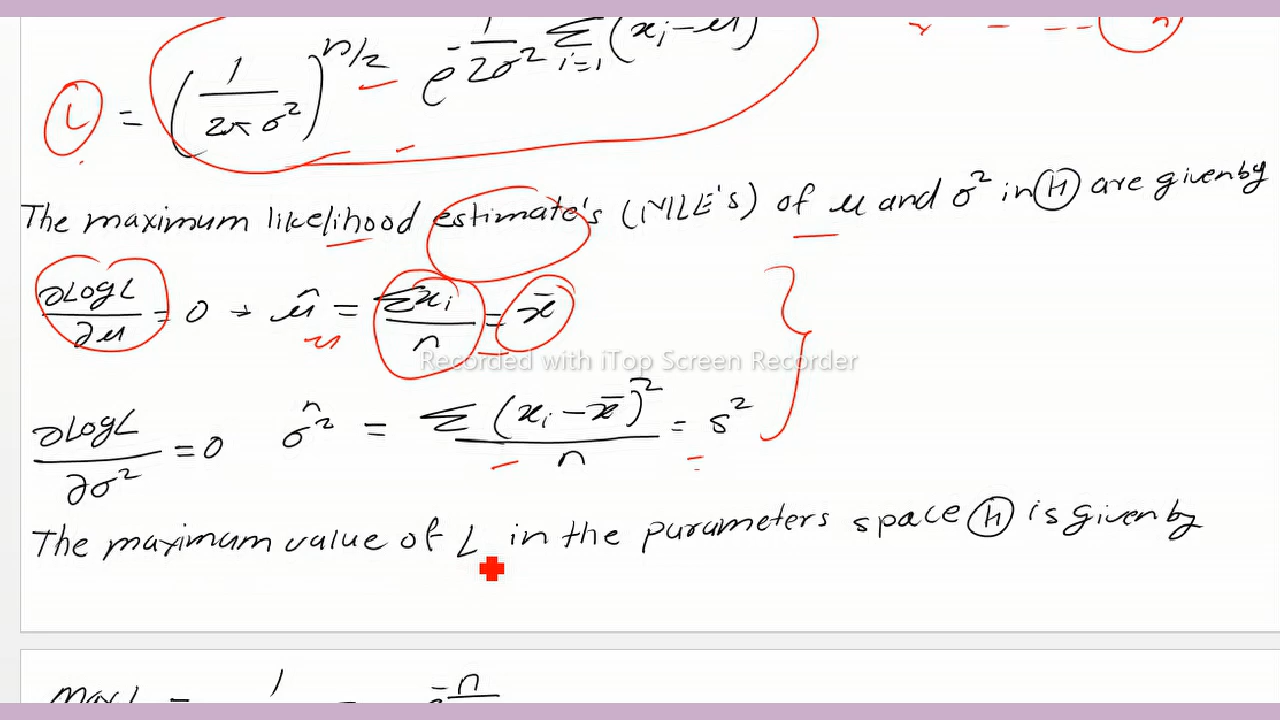 L = (1/2πσ²)^n/2 e^-1/2σ² Σ i=1 (xi - μ)
The maximum likelihood estimate's (MLE's) of μ and σ² in Ⓗ are given by
∂LogL/∂μ = 0 → μ̂ = Σxi/n = x̄
μ
Recorded with iTop Screen Recorder
∂LogL/∂σ² = 0 σ̂² = Σ(xi - x̄)²/n = s²
The maximum value of L in the parameters space Ⓗ is given by